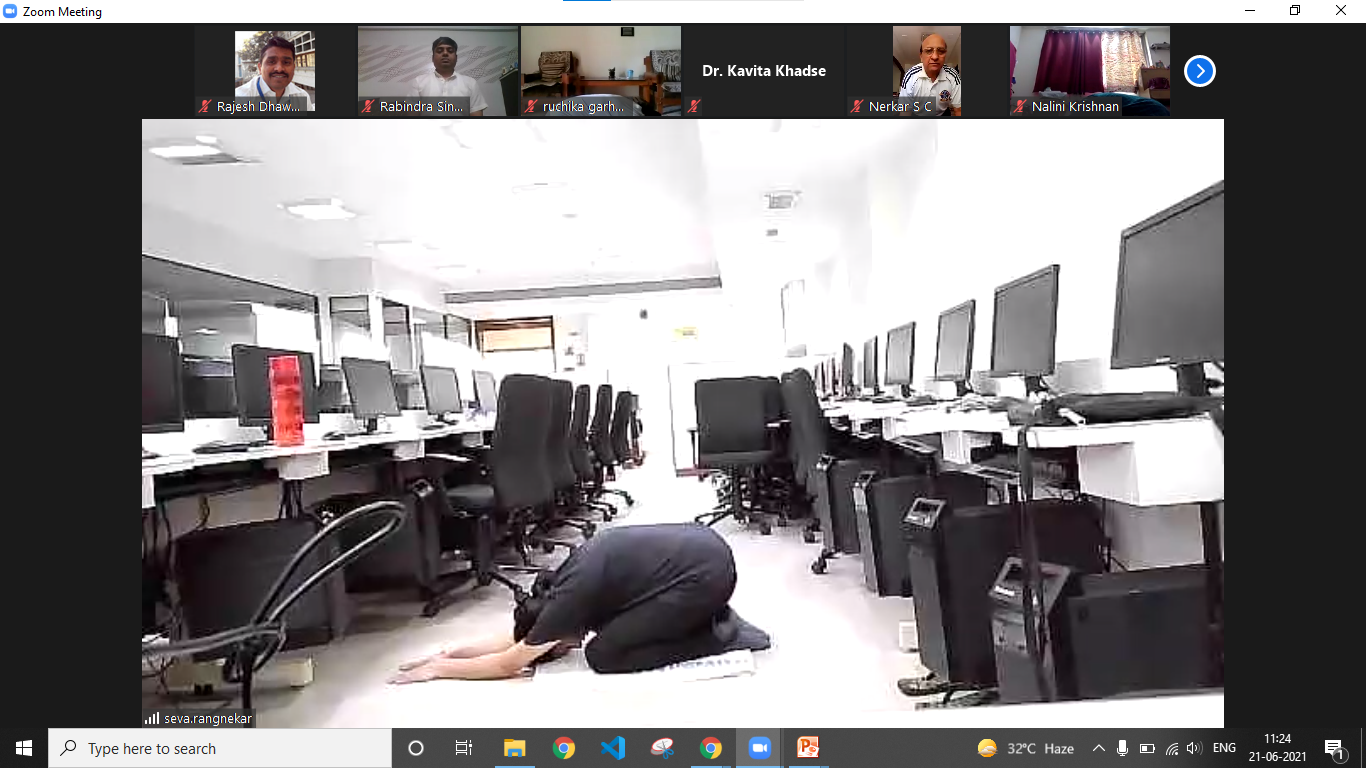 Zoom Meeting
Rajesh Dhaw...
Rabindra Sin...
ruchika garh...
Dr. Kavita Khadse
Nerkar S C
Nalini Krishnan
seva.rangnekar
Type here to search
32°C Haze
ENG
11:24
21-06-2021
1